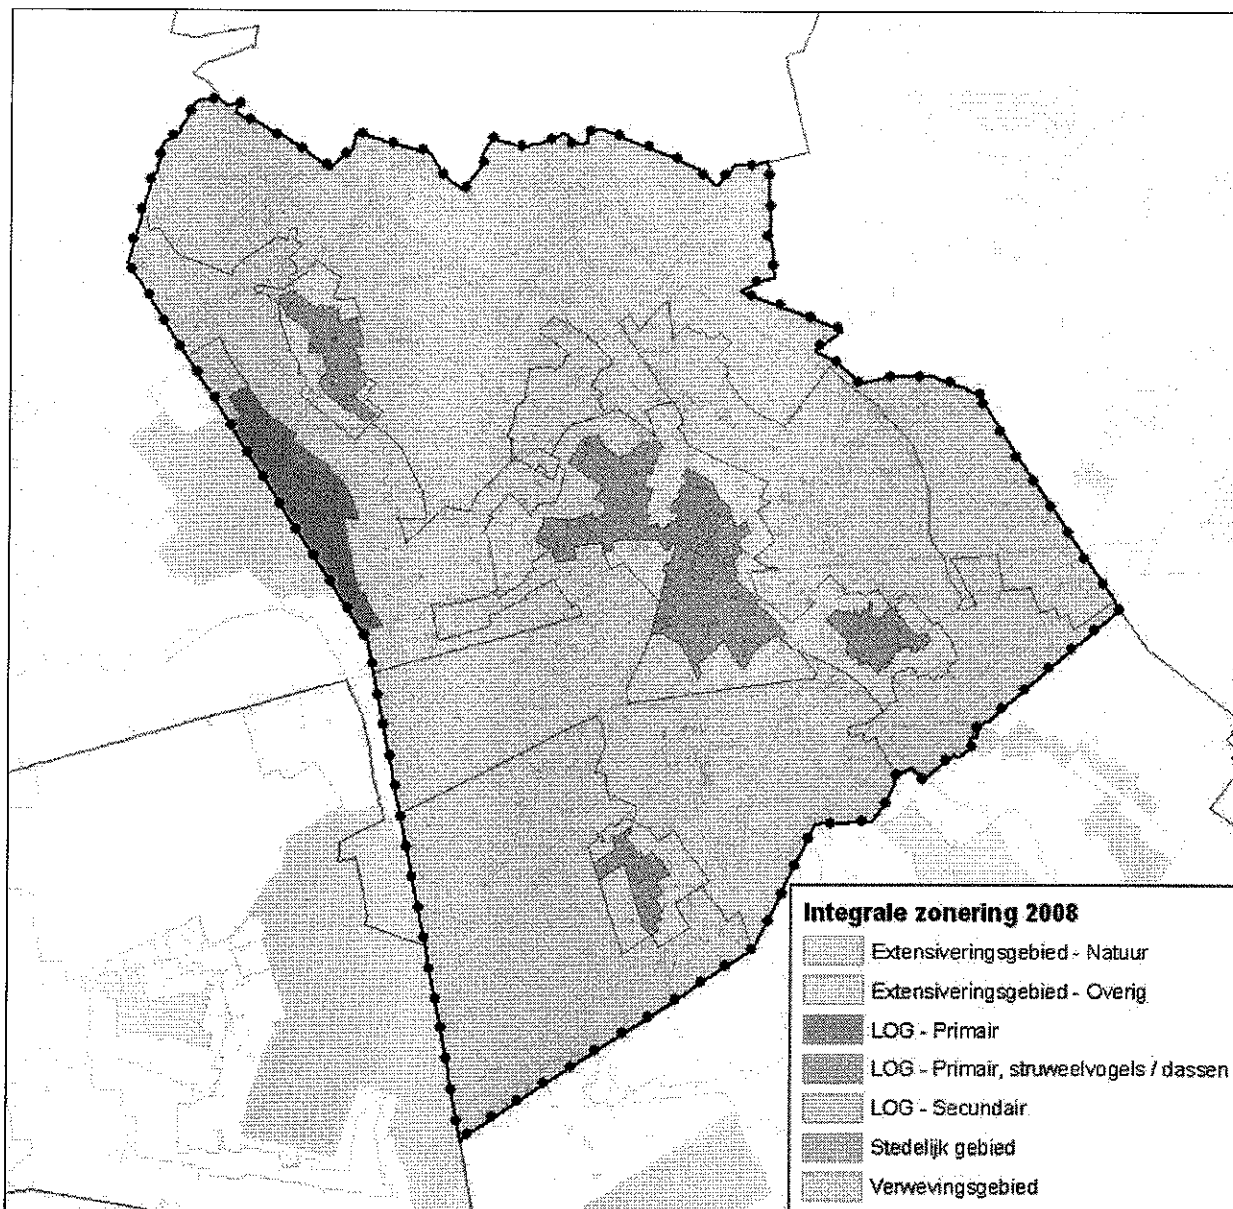 Integrale zonering 2008
Extensiveringsgebied - Natuur
Extensiveringsgebied - Overig
LOG - Primair
LOG - Primair, struweelvogels / dassen
LOG - Secundair
Stedelijk gebied
Verwevingsgebied